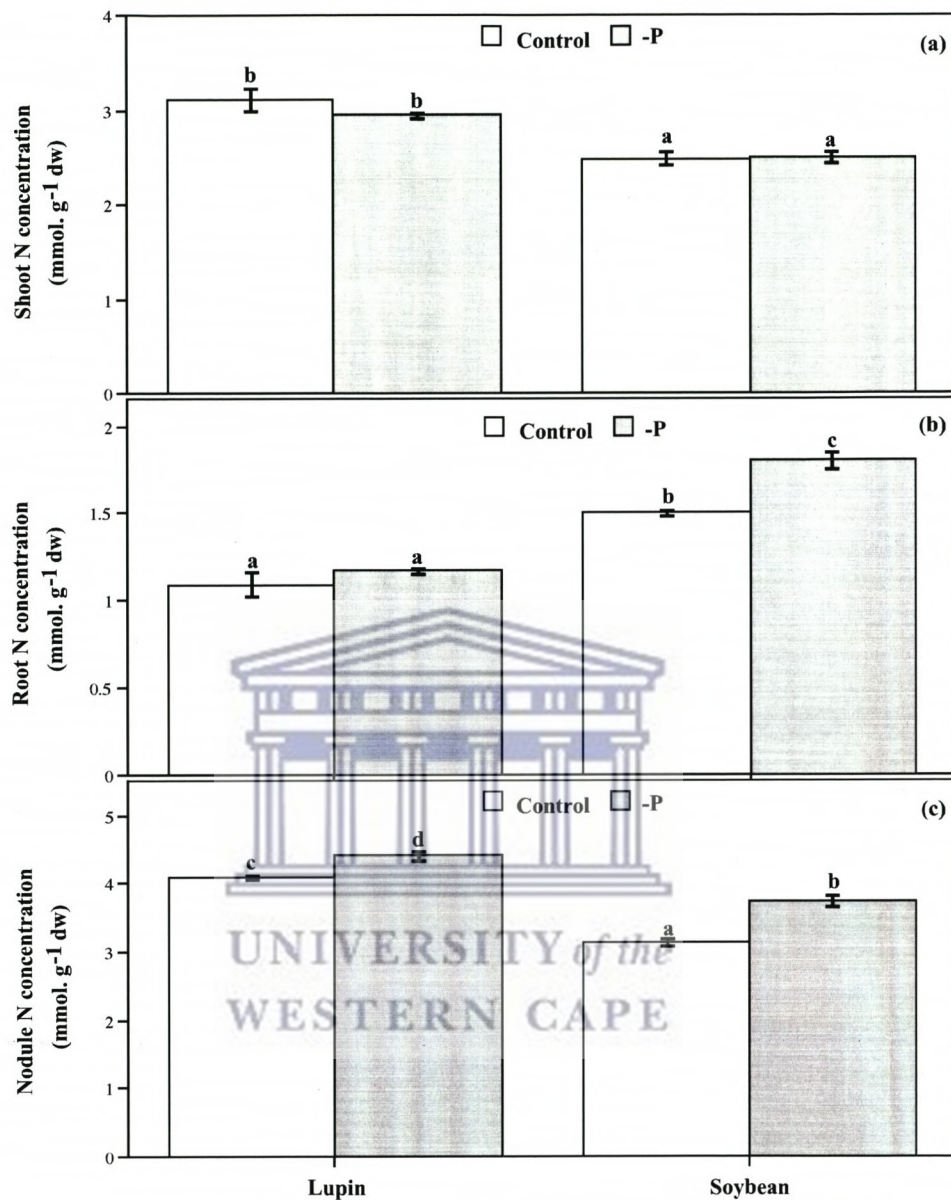 4
3
2
1
0
Shoot N concentration
(mmol. g-1 dw)
Control -P
(a)
b
b
a
a
2
1.5
1
0.5
0
Root N concentration
(mmol. g-1 dw)
Control -P
(b)
a
a
b
c
5
4
3
2
1
0
Nodule N concentration
(mmol. g-1 dw)
Control -P
(c)
c
d
a
b
UNIVERSITY of the
WESTERN CAPE
Lupin Soybean